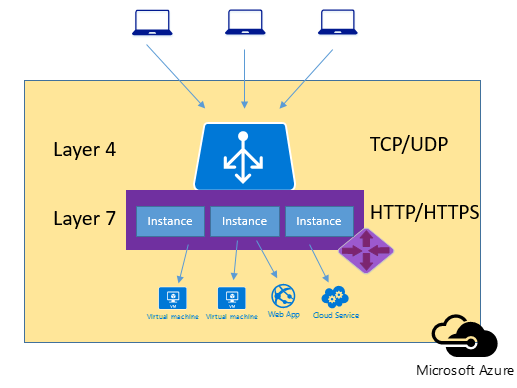 Layer 4
TCP/UDP
Layer 7
HTTP/HTTPS
Instance
Instance
Instance
VM
VM
Virtual machine
Virtual machine
Web App
Cloud Service
Microsoft Azure